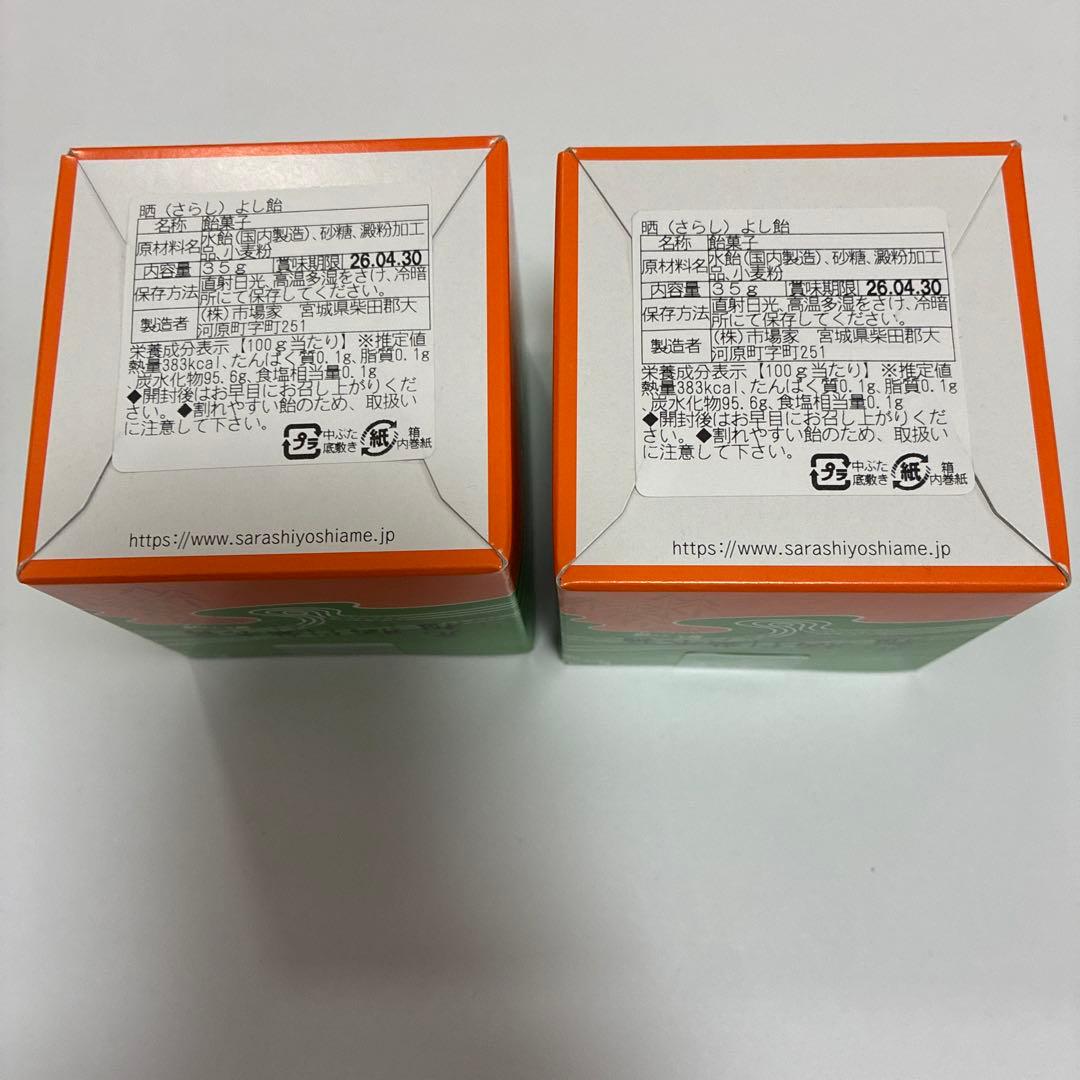 晒（さらし）よし飴
名称 飴菓子
原材料名 水飴(国内製造)、砂糖、澱粉加工
品、小麦粉
内容量 35g 賞味期限 26.04.30
保存方法 直射日光、高温多湿をさけ、冷暗
所にて保存してください。
製造者 (株)市場家 宮城県柴田郡大
河原町字町251
栄養成分表示【100g当たり】※推定値
熱量383kcal、たんぱく質0.1g、脂質0.1g
、炭水化物95.6g、食塩相当量0.1g
◆開封後はお早目にお召し上がりくだ
さい。◆割れやすい飴のため、取扱い
に注意して下さい。
プラ 中ぶた 底敷き 紙 箱 内巻紙
https://www.sarashiyoshiame.jp
晒（さらし）よし飴
名称 飴菓子
原材料名 水飴(国内製造)、砂糖、澱粉加工
品、小麦粉
内容量 35g 賞味期限 26.04.30
保存方法 直射日光、高温多湿をさけ、冷暗
所にて保存してください。
製造者 (株)市場家 宮城県柴田郡大
河原町字町251
栄養成分表示【100g当たり】※推定値
熱量383kcal、たんぱく質0.1g、脂質0.1g
、炭水化物95.6g、食塩相当量0.1g
◆開封後はお早目にお召し上がりくだ
さい。◆割れやすい飴のため、取扱い
に注意して下さい。
プラ 中ぶた 底敷き 紙 箱 内巻紙
https://www.sarashiyoshiame.jp